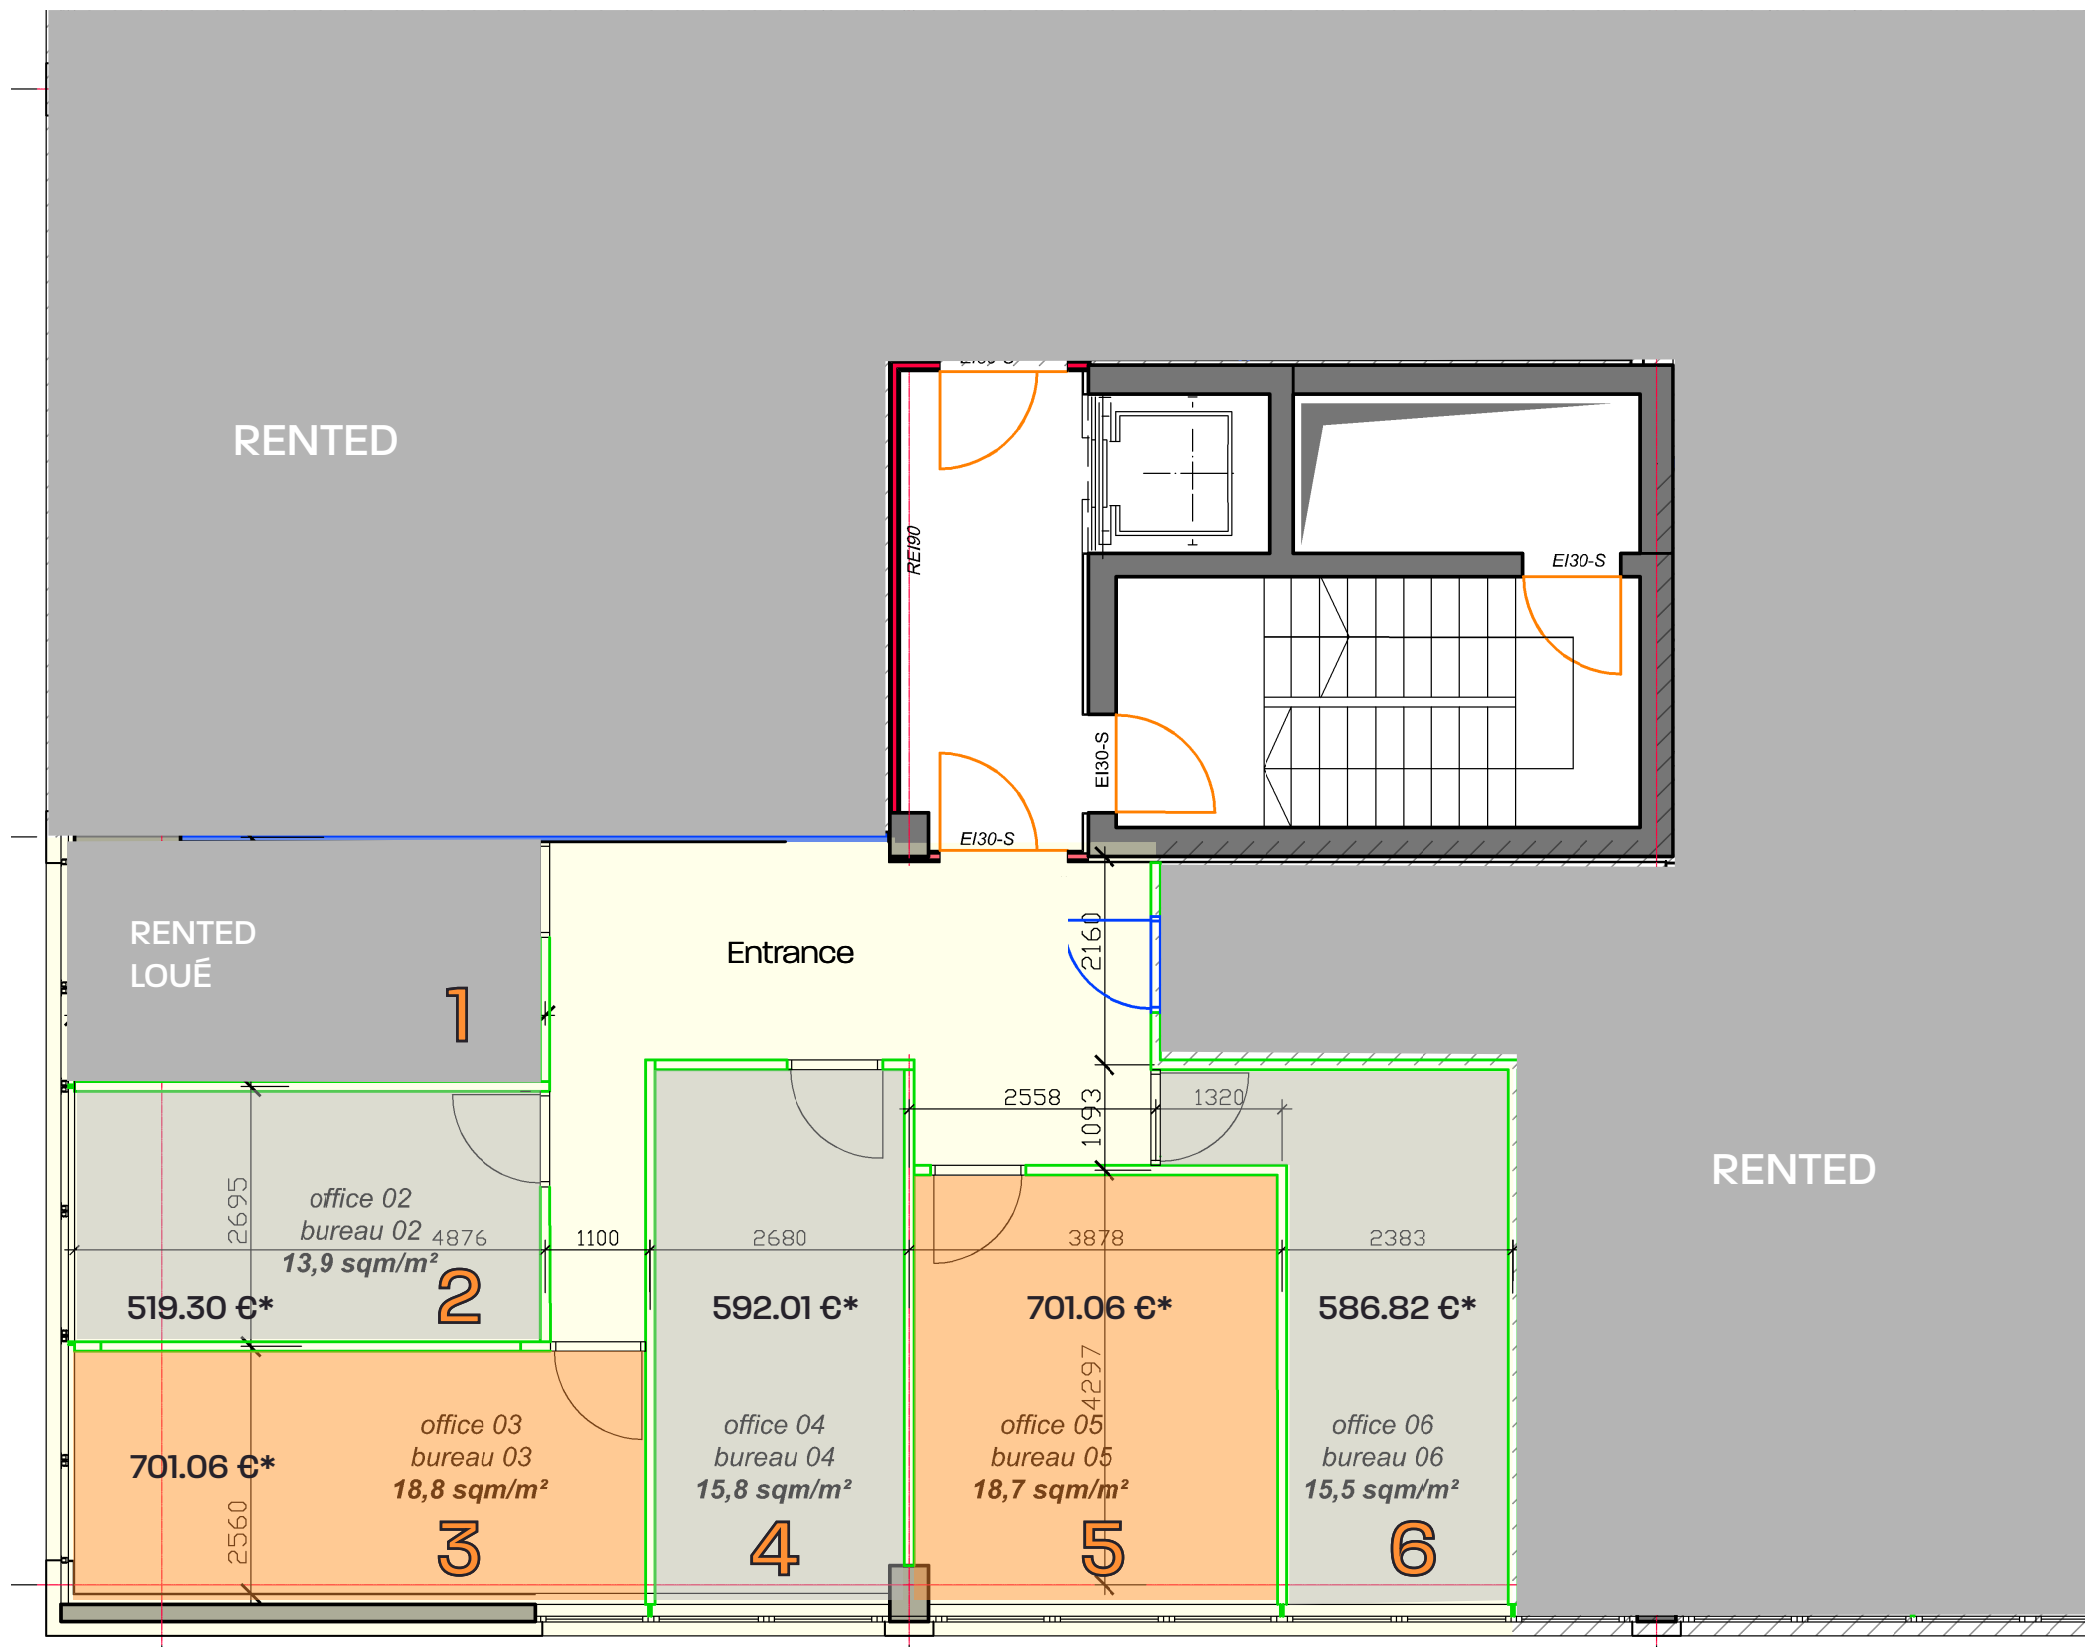 RENTED
REI90
EI30-S
EI30-S
EI30-S
RENTED
LOUÉ
1
Entrance
2160
2558
1320
1093
RENTED
2695
office 02
bureau 02
4876
13,9 sqm/m²
519.30 €*
2
1100
2680
3878
2383
592.01 €*
701.06 €*
586.82 €*
4297
701.06 €*
2560
office 03
bureau 03
18,8 sqm/m²
3
office 04
bureau 04
15,8 sqm/m²
4
office 05
bureau 05
18,7 sqm/m²
5
office 06
bureau 06
15,5 sqm/m²
6